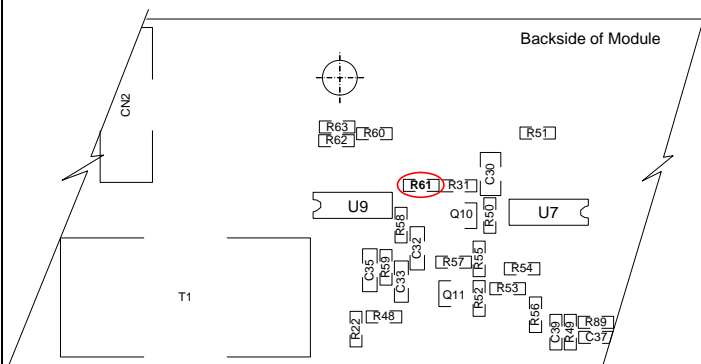 Backside of Module
CN2
R63
R60
R51
R62
R61
R31
C30
U9
R58
Q10
R50
U7
C32
R55
C35
R59
C33
R57
R54
T1
Q11
R52
R53
R56
R22
R48
C39
R49
R89
C37